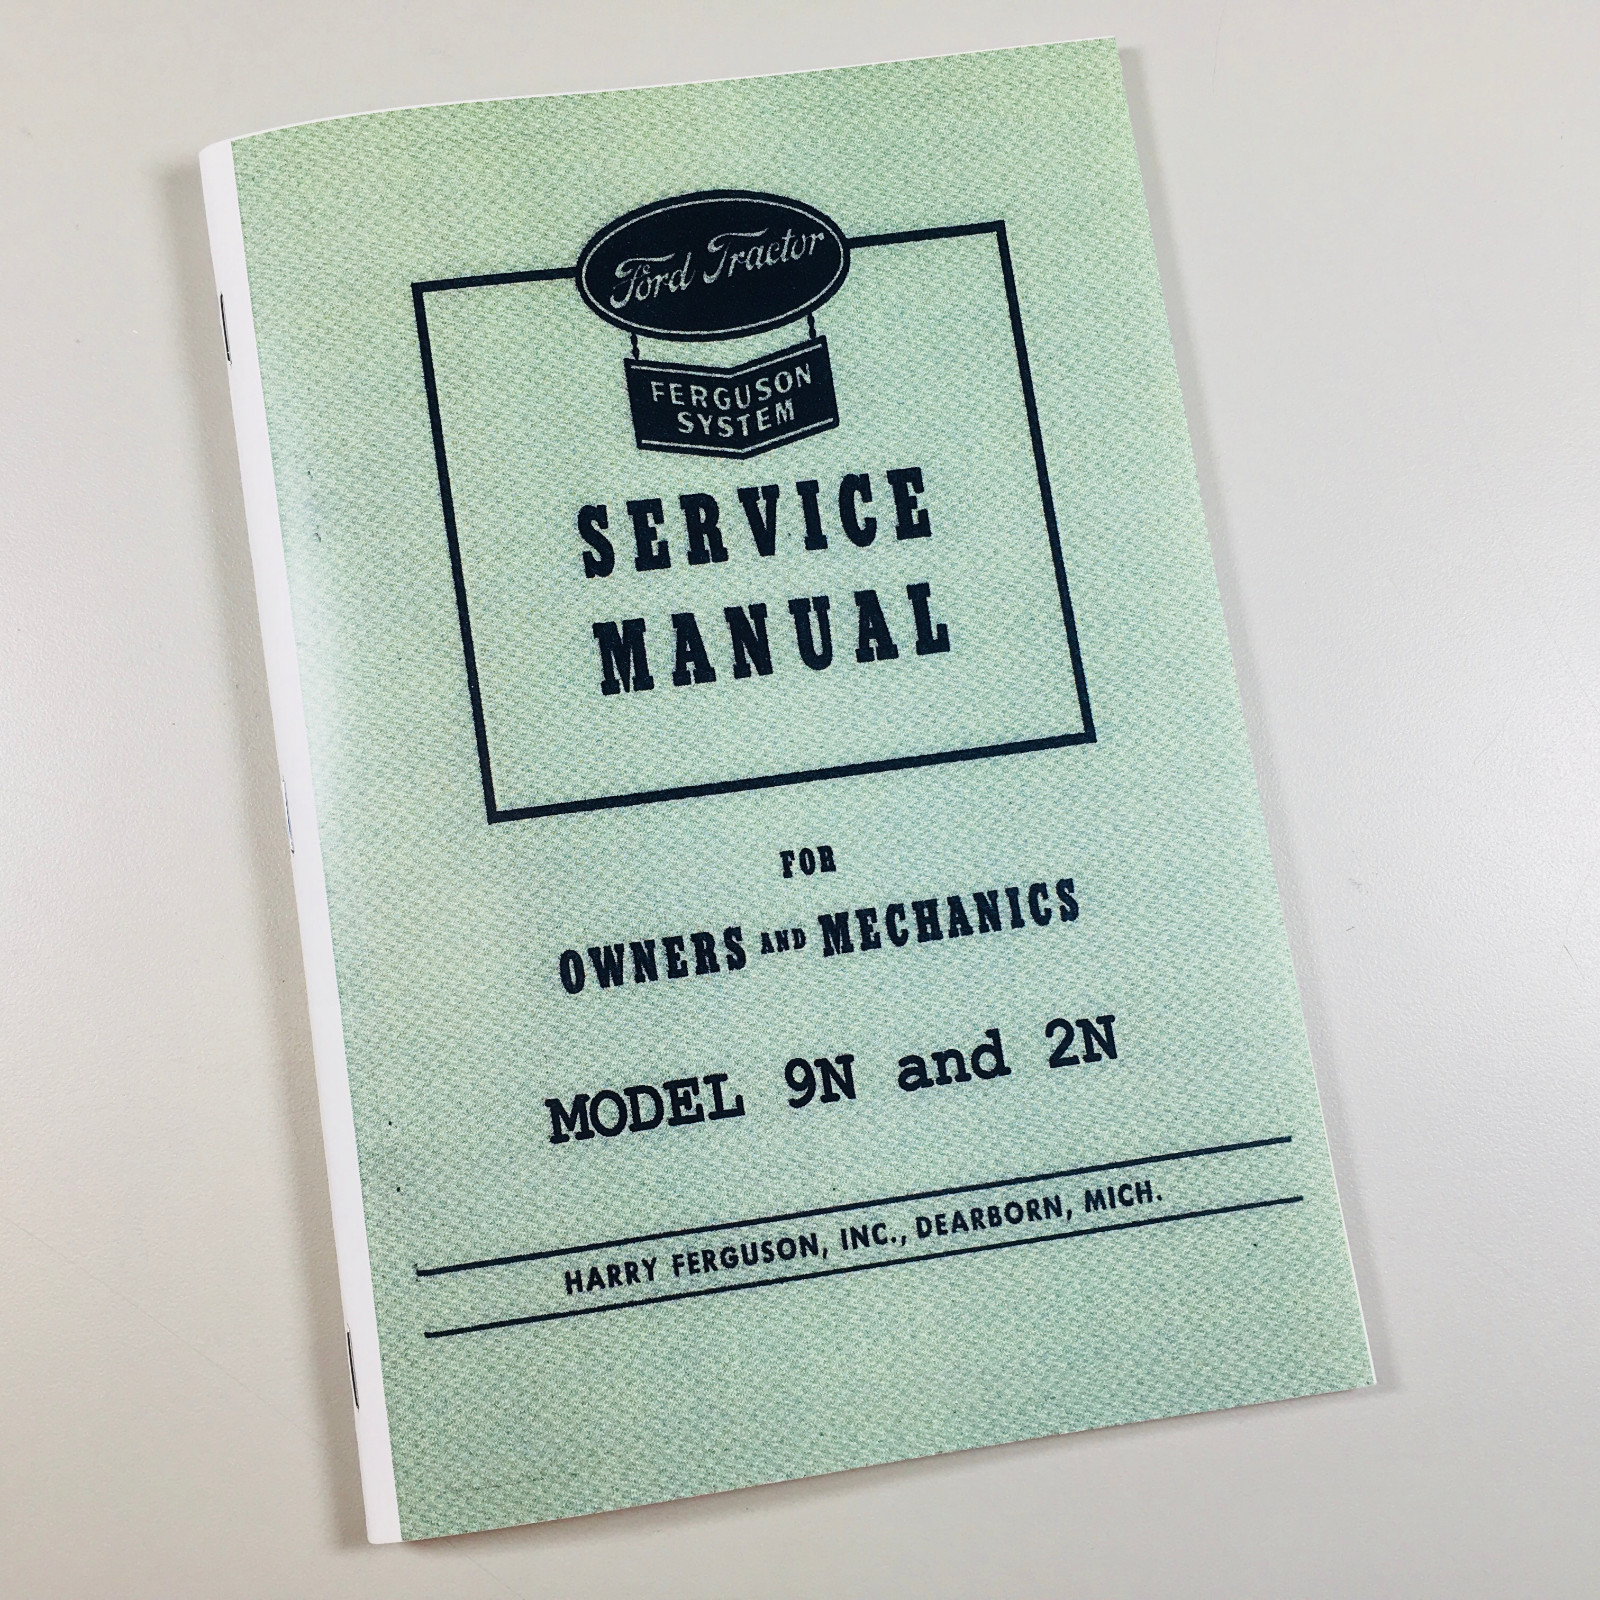 Ford Tractor
FERGUSON
SYSTEM
SERVICE
MANUAL
FOR
OWNERS AND MECHANICS
MODEL 9N and 2N
HARRY FERGUSON, INC., DEARBORN, MICH.